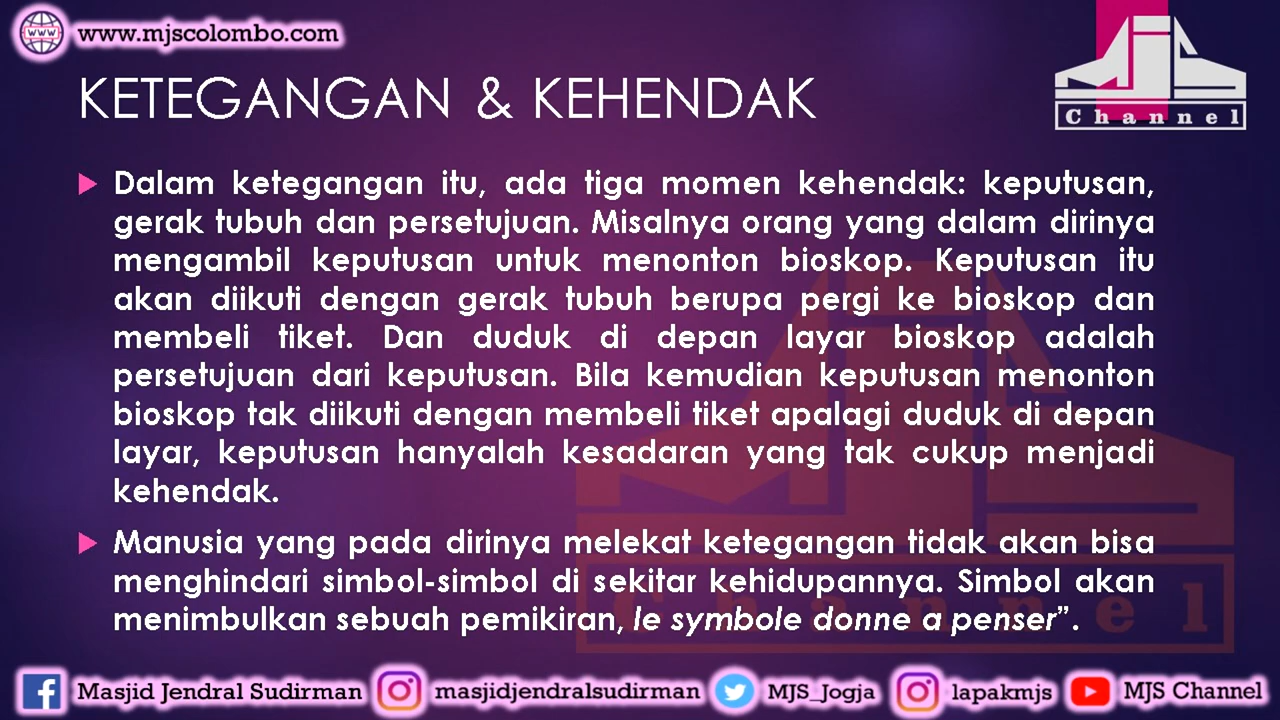 www.mjscolombo.com
MJS
Channel
KETEGANGAN & KEHENDAK
Dalam ketegangan itu, ada tiga momen kehendak: keputusan,
gerak tubuh dan persetujuan. Misalnya orang yang dalam dirinya
mengambil keputusan untuk menonton bioskop. Keputusan itu
akan diikuti dengan gerak tubuh berupa pergi ke bioskop dan
membeli tiket. Dan duduk di depan layar bioskop adalah
persetujuan dari keputusan. Bila kemudian keputusan menonton
bioskop tak diikuti dengan membeli tiket apalagi duduk di depan
layar, keputusan hanyalah kesadaran yang tak cukup menjadi
kehendak.
Manusia yang pada dirinya melekat ketegangan tidak akan bisa
menghindari simbol-simbol di sekitar kehidupannya. Simbol akan
menimbulkan sebuah pemikiran, le symbole donne a penser”.
MJS
Channel
Masjid Jendral Sudirman masjidjendralsudirman MJS_Jogja lapakmjs MJS Channel